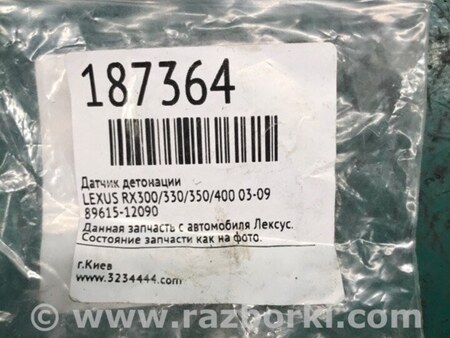 187364
Датчик детонации
LEXUS RX300/330/350/400 03-09
89615-12090
Данная запчасть с автомобиля Лексус.
Состояние запчасти как на фото.
г.Киев
www.3234444.com
© www.razborki.com